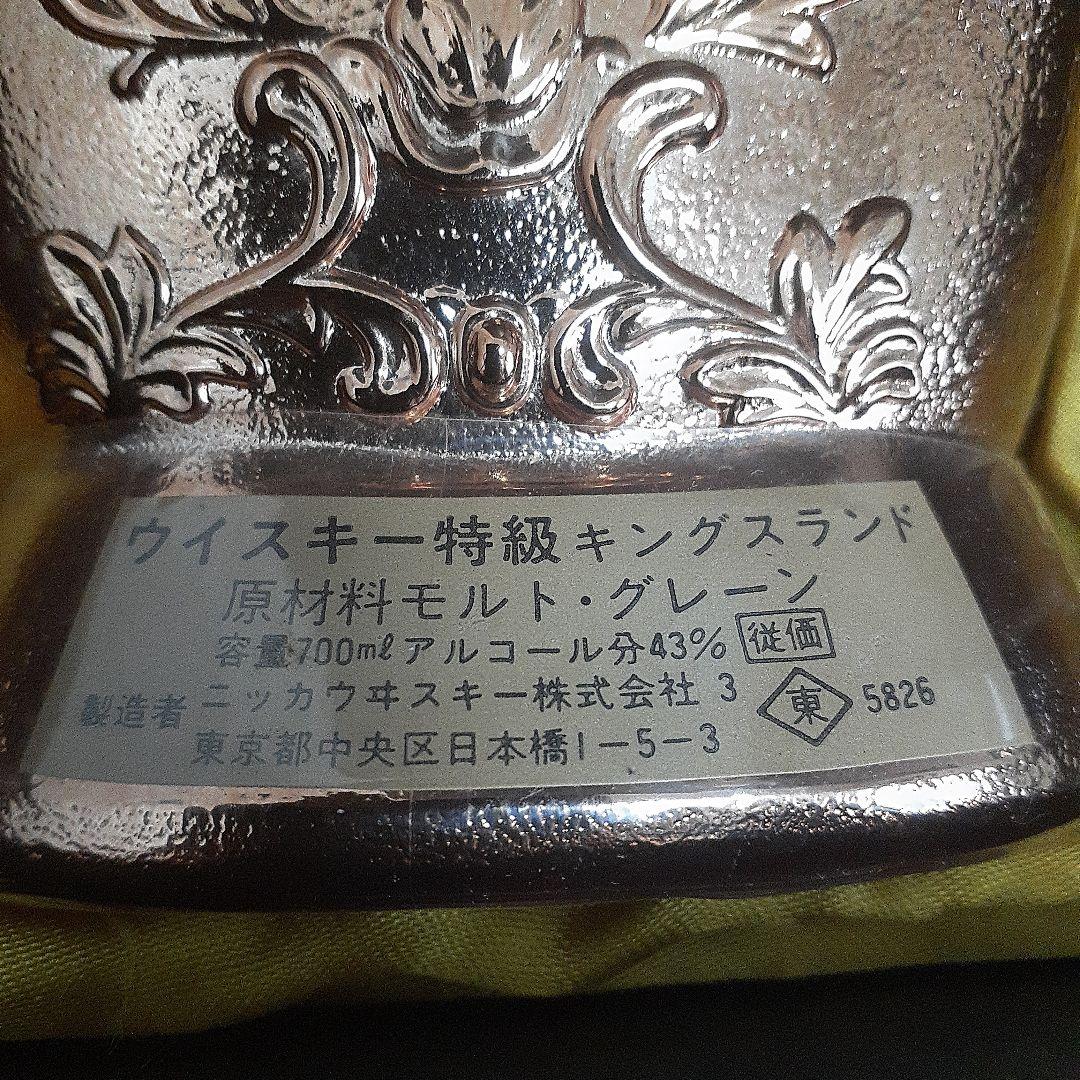 ウイスキー特級 キングスランド
原材料モルト・グレーン
容量700mlアルコール分43% 従価
製造者 ニッカウヰスキー株式会社 3 東 5826
東京都中央区日本橋1-5-3